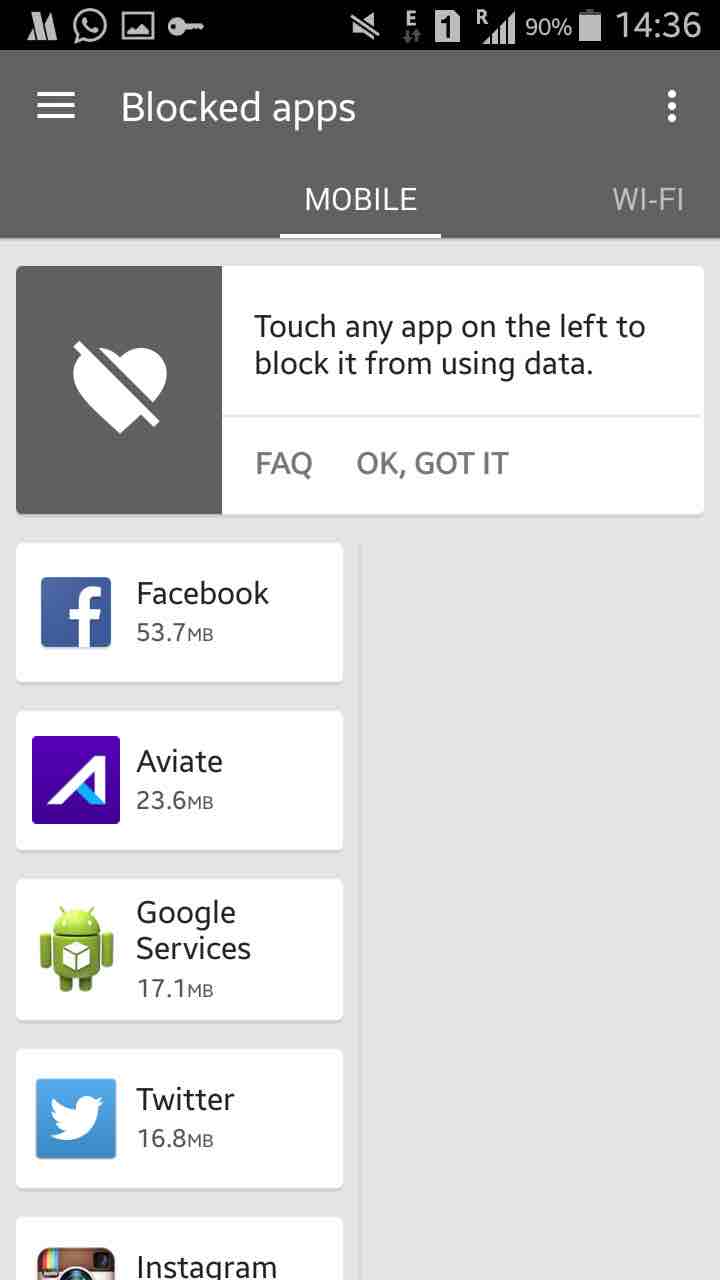 E 1 R 90% 14:36
Blocked apps
MOBILE WI-FI
Touch any app on the left to
block it from using data.
FAQ OK, GOT IT
Facebook
53.7MB
Aviate
23.6MB
Google
Services
17.1MB
Twitter
16.8MB
Instagram